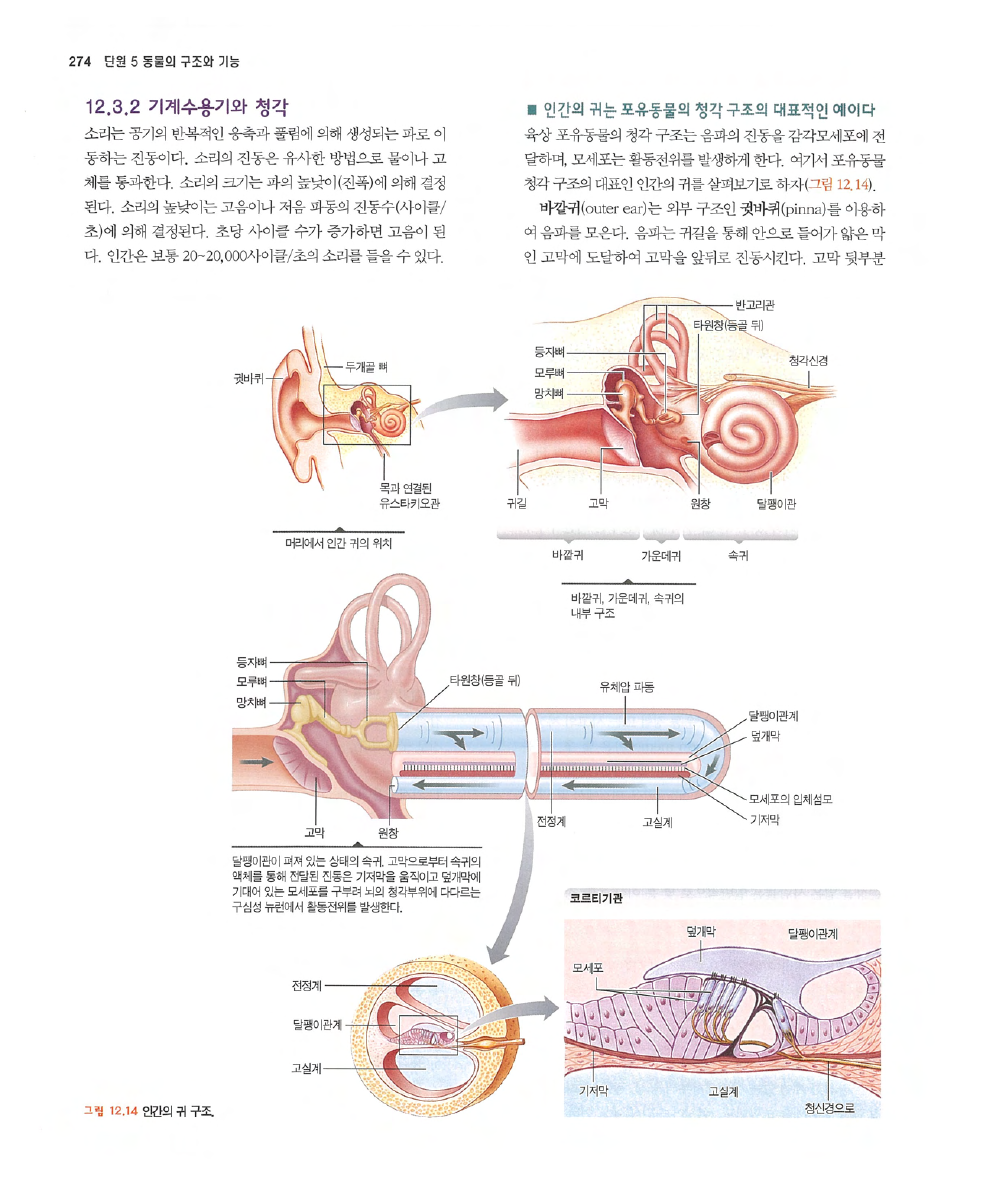 274 단원 5 동물의 구조와 기능
12.3.2 기계수용기와 청각
소리는 공기의 반복적인 응축과 풀림에 의해 생성되는 파로 이
동하는 진동이다. 소리의 진동은 유사한 방법으로 물이나 고
체를 통과한다. 소리의 크기는 파의 높낮이(진폭)에 의해 결정
된다. 소리의 높낮이는 고음이나 저음 파동의 진동수(사이클/
초)에 의해 결정된다. 초당 사이클 수가 증가하면 고음이 된
다. 인간은 보통 20~20,000사이클/초의 소리를 들을 수 있다.
■ 인간의 귀는 포유동물의 청각 구조의 대표적인 예이다
육상 포유동물의 청각 구조는 음파의 진동을 감각모세포에 전
달하며, 모세포는 활동전위를 발생하게 한다. 여기서 포유동물
청각 구조의 대표인 인간의 귀를 살펴보기로 하자(그림 12.14).
바깥귀(outer ear)는 외부 구조인 귓바퀴(pinna)를 이용하
여 음파를 모은다. 음파는 귀길을 통해 안으로 들어가 얇은 막
인 고막에 도달하여 고막을 앞뒤로 진동시킨다. 고막 뒷부분
귓바퀴
두개골 뼈
목과 연결된
유스타키오관
머리에서 인간 귀의 위치
반고리관
타원창(등골 뒤)
등자뼈
모루뼈
망치뼈
청각신경
귀길
고막
원창
달팽이관
바깥귀
가운데귀
속귀
바깥귀, 가운데귀, 속귀의
내부 구조
등자뼈
모루뼈
망치뼈
타원창(등골 뒤)
유체압 파동
달팽이관계
덮개막
모세포의 입체섬모
기저막
고막
원창
전정계
고실계
달팽이관이 펴져 있는 상태의 속귀. 고막으로부터 속귀의
액체를 통해 전달된 진동은 기저막을 움직이고 덮개막에
기대어 있는 모세포를 구부려 뇌의 청각부위에 다다르는
구심성 뉴런에서 활동전위를 발생한다.
전정계
달팽이관계
고실계
코르티기관
덮개막
달팽이관계
모세포
기저막
고실계
청신경으로
그림 12.14 인간의 귀 구조.